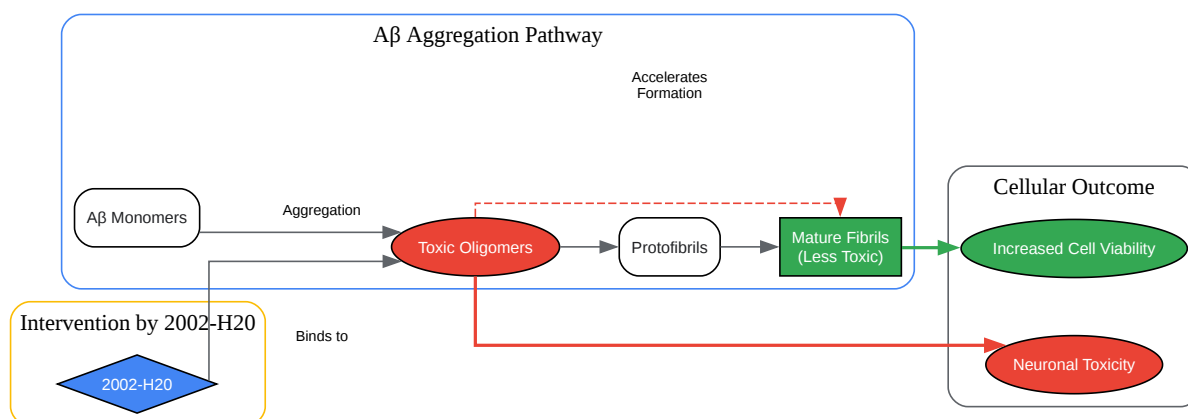 Aβ Aggregation Pathway
Accelerates
Formation
Aβ Monomers
Aggregation
Toxic Oligomers
Protofibrils
Mature Fibrils
(Less Toxic)
Cellular Outcome
Increased Cell Viability
Neuronal Toxicity
Intervention by 2002-H20
Binds to
2002-H20